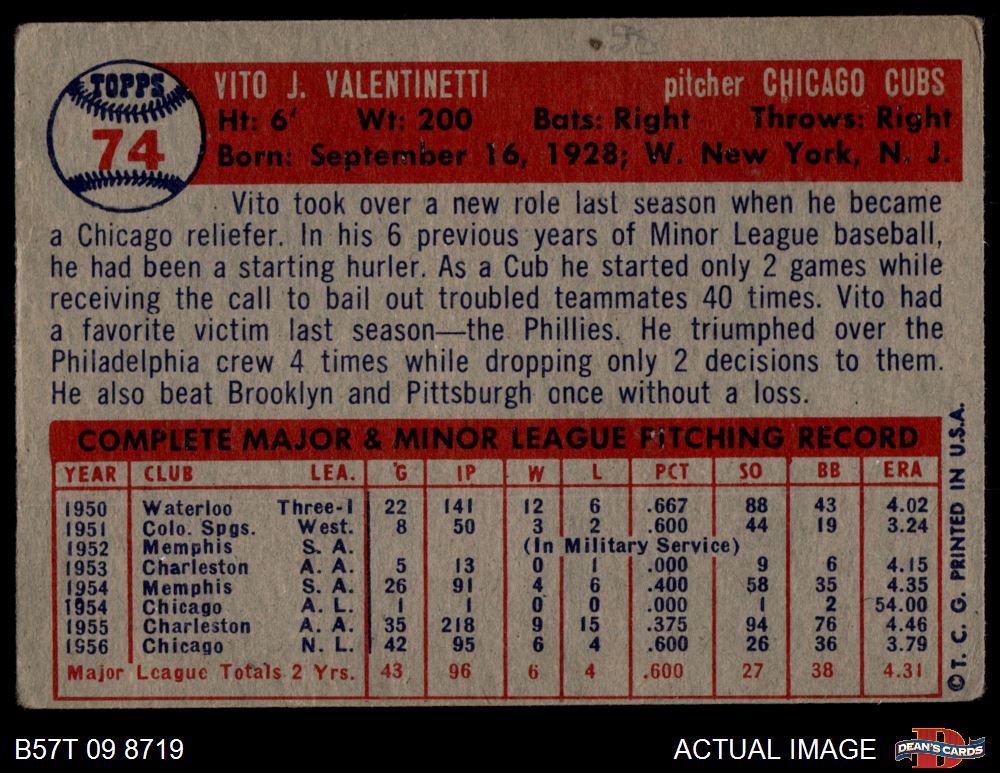 TOPPS
74
VITO J. VALENTINETTI pitcher CHICAGO CUBS
Ht: 6' Wt: 200 Bats: Right Throws: Right
Born: September 16, 1928; W. New York, N. J.
Vito took over a new role last season when he became
a Chicago reliefer. In his 6 previous years of Minor League baseball,
he had been a starting hurler. As a Cub he started only 2 games while
receiving the call to bail out troubled teammates 40 times. Vito had
a favorite victim last season—the Phillies. He triumphed over the
Philadelphia crew 4 times while dropping only 2 decisions to them.
He also beat Brooklyn and Pittsburgh once without a loss.
COMPLETE MAJOR & MINOR LEAGUE PITCHING RECORD
YEAR CLUB LEA. G IP W L PCT SO BB ERA
1950 Waterloo Three-I 22 141 12 6 .667 88 43 4.02
1951 Colo. Spgs. West. 8 50 3 2 .600 44 19 3.24
1952 Memphis S. A. (In Military Service)
1953 Charleston A. A. 5 13 0 1 .000 9 6 4.15
1954 Memphis S. A. 26 91 4 6 .400 58 35 4.35
1954 Chicago A. L. 1 1 0 0 .000 1 2 54.00
1955 Charleston A. A. 35 218 9 15 .375 94 76 4.46
1956 Chicago N. L. 42 95 6 4 .600 26 36 3.79
Major League Totals 2 Yrs. 43 96 6 4 .600 27 38 4.31
© T. C. G. PRINTED IN U.S.A.
B57T 09 8719 ACTUAL IMAGE
DEAN'S CARDS